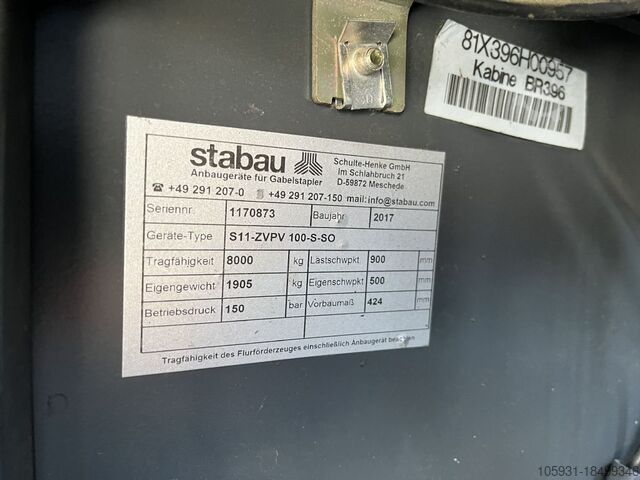 81X396H00957
Kabine BR396
stabau
Anbaugeräte für Gabelstapler
Schulte-Henke GmbH
Im Schlahbruch 21
D-59872 Meschede
☎ +49 291 207-0 +49 291 207-150 mail:info@stabau.com
Seriennr. 1170873 Baujahr 2017
Geräte-Type S11-ZVPV 100-S-SO
Tragfähigkeit 8000 kg Lastschwpkt. 900 mm
Eigengewicht 1905 kg Eigenschwpkt 500 mm
Betriebsdruck 150 bar Vorbaumaß 424 mm
Tragfähigkeit des Flurförderzeuges einschließlich Anbaugerät beachten
105931-18499346